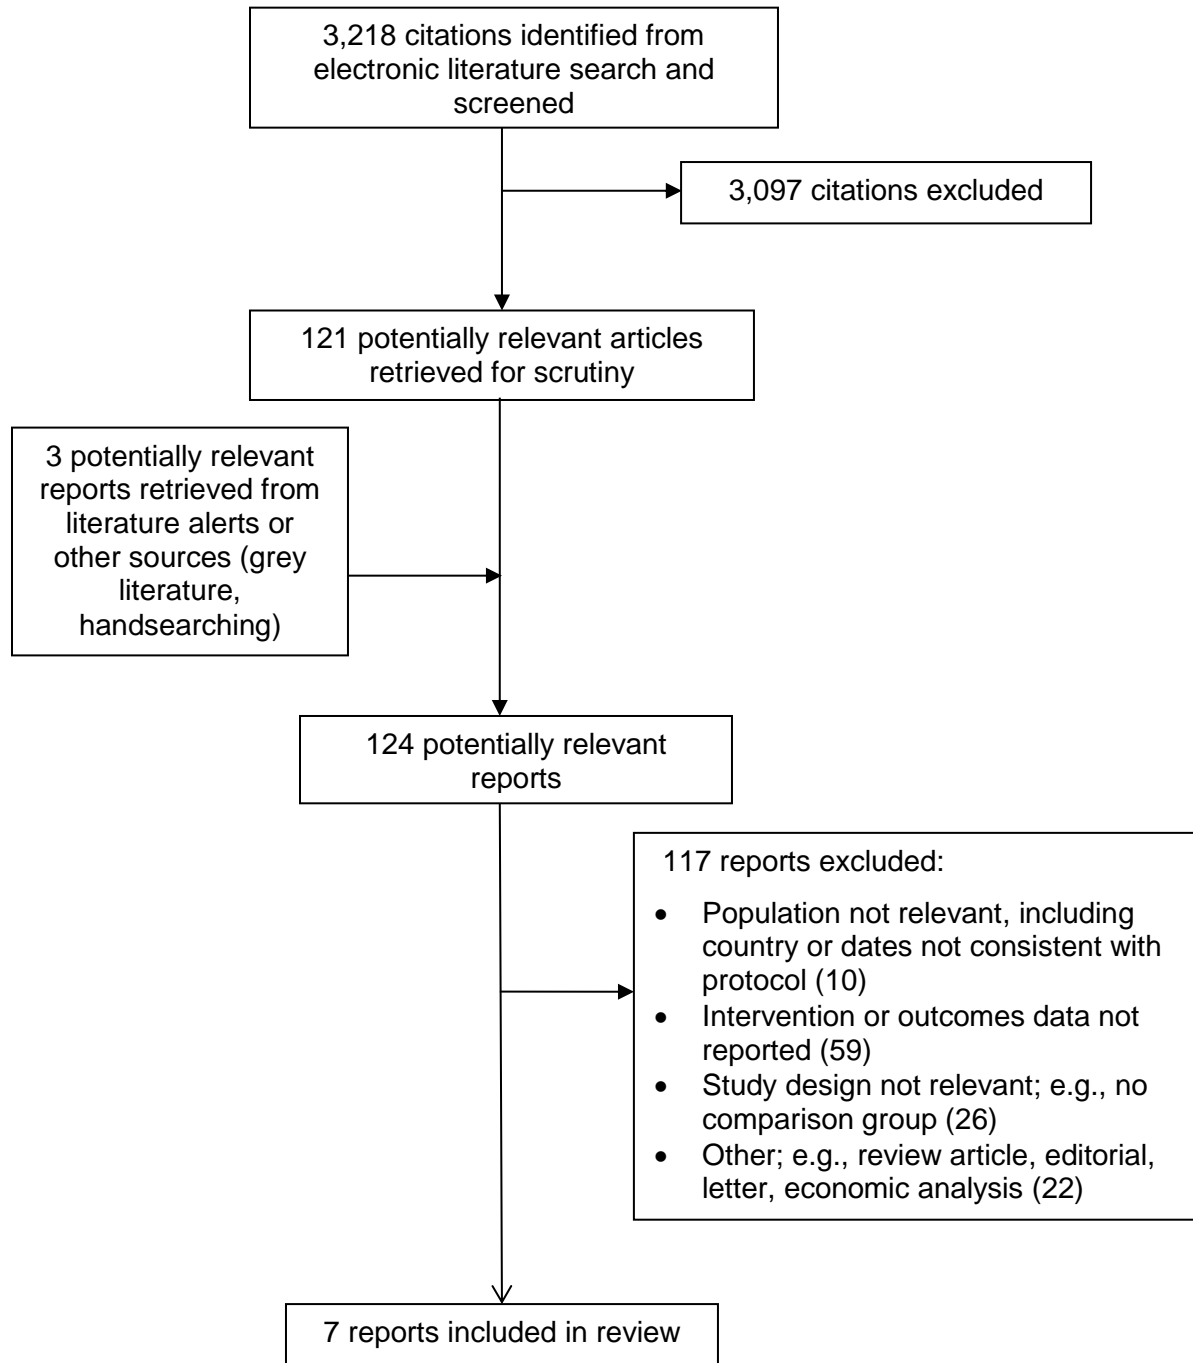 3,218 citations identified from
electronic literature search and
screened
3,097 citations excluded
121 potentially relevant articles
retrieved for scrutiny
3 potentially relevant
reports retrieved from
literature alerts or
other sources (grey
literature,
handsearching)
124 potentially relevant
reports
117 reports excluded:
• Population not relevant, including
country or dates not consistent with
protocol (10)
• Intervention or outcomes data not
reported (59)
• Study design not relevant; e.g., no
comparison group (26)
• Other; e.g., review article, editorial,
letter, economic analysis (22)
7 reports included in review